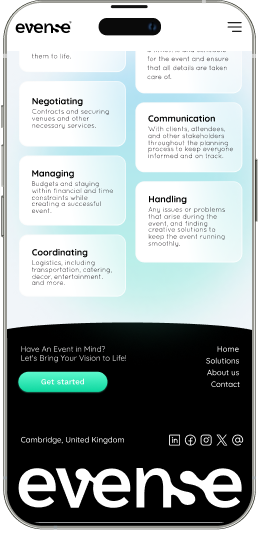 evense
them to life.
Negotiating
Contracts and securing
venues and other
necessary services.
Managing
Budgets and staying
within financial and time
constraints while
creating a successful
event.
Coordinating
Logistics, including
transportation, catering,
decor, entertainment,
and more.
for the event and ensure
that all details are taken
care of.
Communication
With clients, attendees,
and other stakeholders
throughout the planning
process to keep everyone
informed and on track.
Handling
Any issues or problems
that arise during the
event, and finding
creative solutions to
keep the event running
smoothly.
Have An Event in Mind?
Let's Bring Your Vision to Life!
Get started
Home
Solutions
About us
Contact
Cambridge, United Kingdom
evense